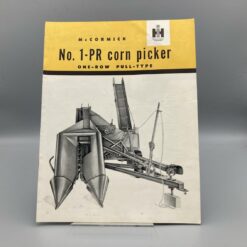 McCORMICK
No. 1-PR corn picker
ONE-ROW PULL-TYPE